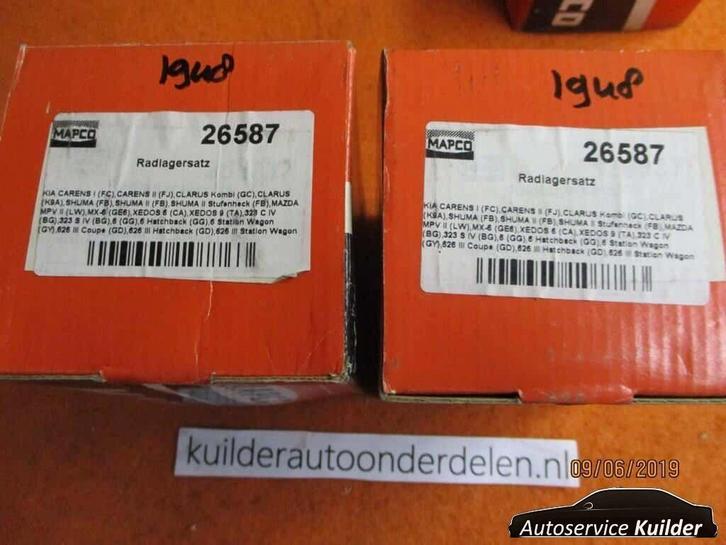 CO
1948
MAPCO
26587
Radlagersatz
KIA CARENS I (FC),CARENS II (FJ),CLARUS Kombi (GC),CLARUS
(K9A),SHUMA (FB),SHUMA II (FB),SHUMA II Stufenheck (FB),MAZDA
MPV II (LW),MX-6 (GE6),XEDOS 6 (CA),XEDOS 9 (TA),323 C IV
(BG),323 S IV (BG),6 (GG),6 Hatchback (GG),6 Station Wagon
(GY),626 III Coupe (GD),626 III Hatchback (GD),626 III Station Wagon
1948
MAPCO
26587
Radlagersatz
KIA CARENS I (FC),CARENS II (FJ),CLARUS Kombi (GC),CLARUS
(K9A),SHUMA (FB),SHUMA II (FB),SHUMA II Stufenheck (FB),MAZDA
MPV II (LW),MX-6 (GE6),XEDOS 6 (CA),XEDOS 9 (TA),323 C IV
(BG),323 S IV (BG),6 (GG),6 Hatchback (GG),6 Station Wagon
(GY),626 III Coupe (GD),626 III Hatchback (GD),626 III Station Wagon
kuilderautoonderdelen.nl
09/06/2019
Autoservice Kuilder